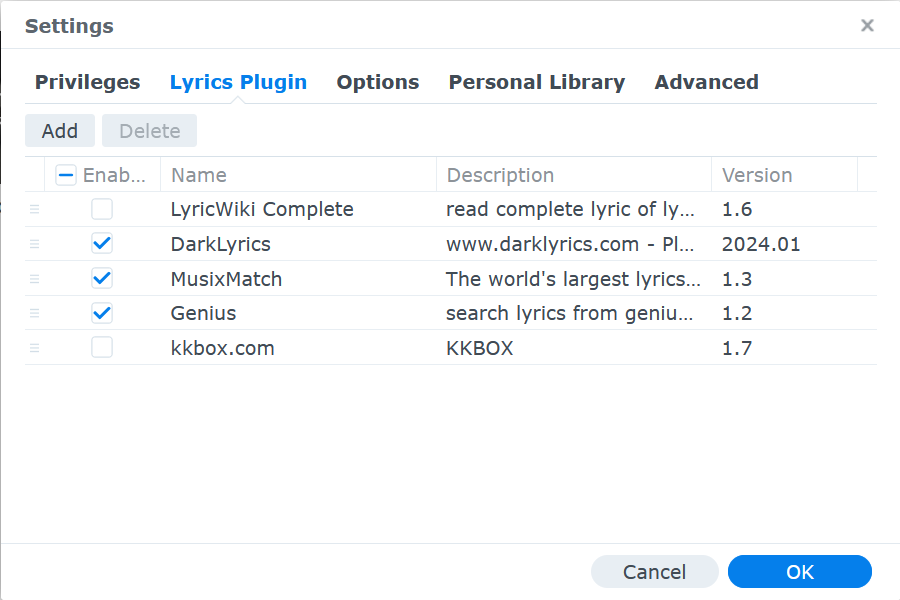 Settings
Privileges Lyrics Plugin Options Personal Library Advanced
Add Delete
Enab... Name Description Version
LyricWiki Complete read complete lyric of ly... 1.6
DarkLyrics www.darklyrics.com - Pl... 2024.01
MusixMatch The world's largest lyrics... 1.3
Genius search lyrics from geniu... 1.2
kkbox.com KKBOX 1.7
Cancel OK